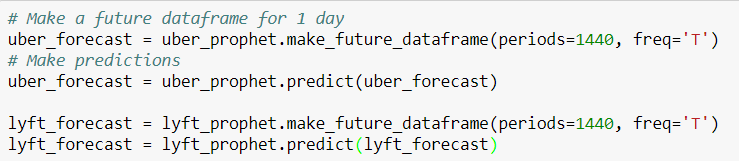 # Make a future dataframe for 1 day
uber_forecast = uber_prophet.make_future_dataframe(periods=1440, freq='T')
# Make predictions
uber_forecast = uber_prophet.predict(uber_forecast)
lyft_forecast = lyft_prophet.make_future_dataframe(periods=1440, freq='T')
lyft_forecast = lyft_prophet.predict(lyft_forecast)